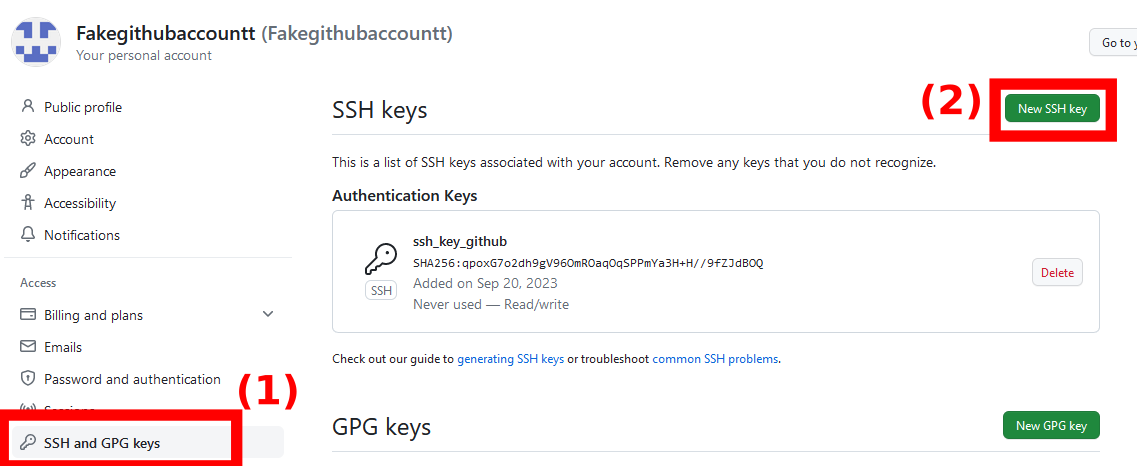 Fakegithubaccountt (Fakegithubaccountt)
Your personal account
Go to y
Public profile
Account
Appearance
Accessibility
Notifications
Access
Billing and plans
Emails
Password and authentication
(1)
SSH and GPG keys
SSH keys
(2)
New SSH key
This is a list of SSH keys associated with your account. Remove any keys that you do not recognize.
Authentication Keys
ssh_key_github
SHA256:qpoxG7o2dh9gV96OmROaqOqSPPmYa3H+H//9fZJdBOQ
SSH
Added on Sep 20, 2023
Never used — Read/write
Delete
Check out our guide to generating SSH keys or troubleshoot common SSH problems.
GPG keys
New GPG key